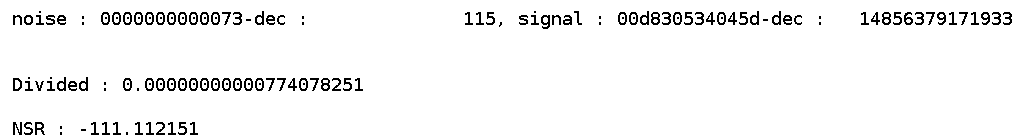 noise : 0000000000073-dec :              115, signal : 00d830534045d-dec :   14856379171933
Divided : 0.00000000000774078251
NSR : -111.112151